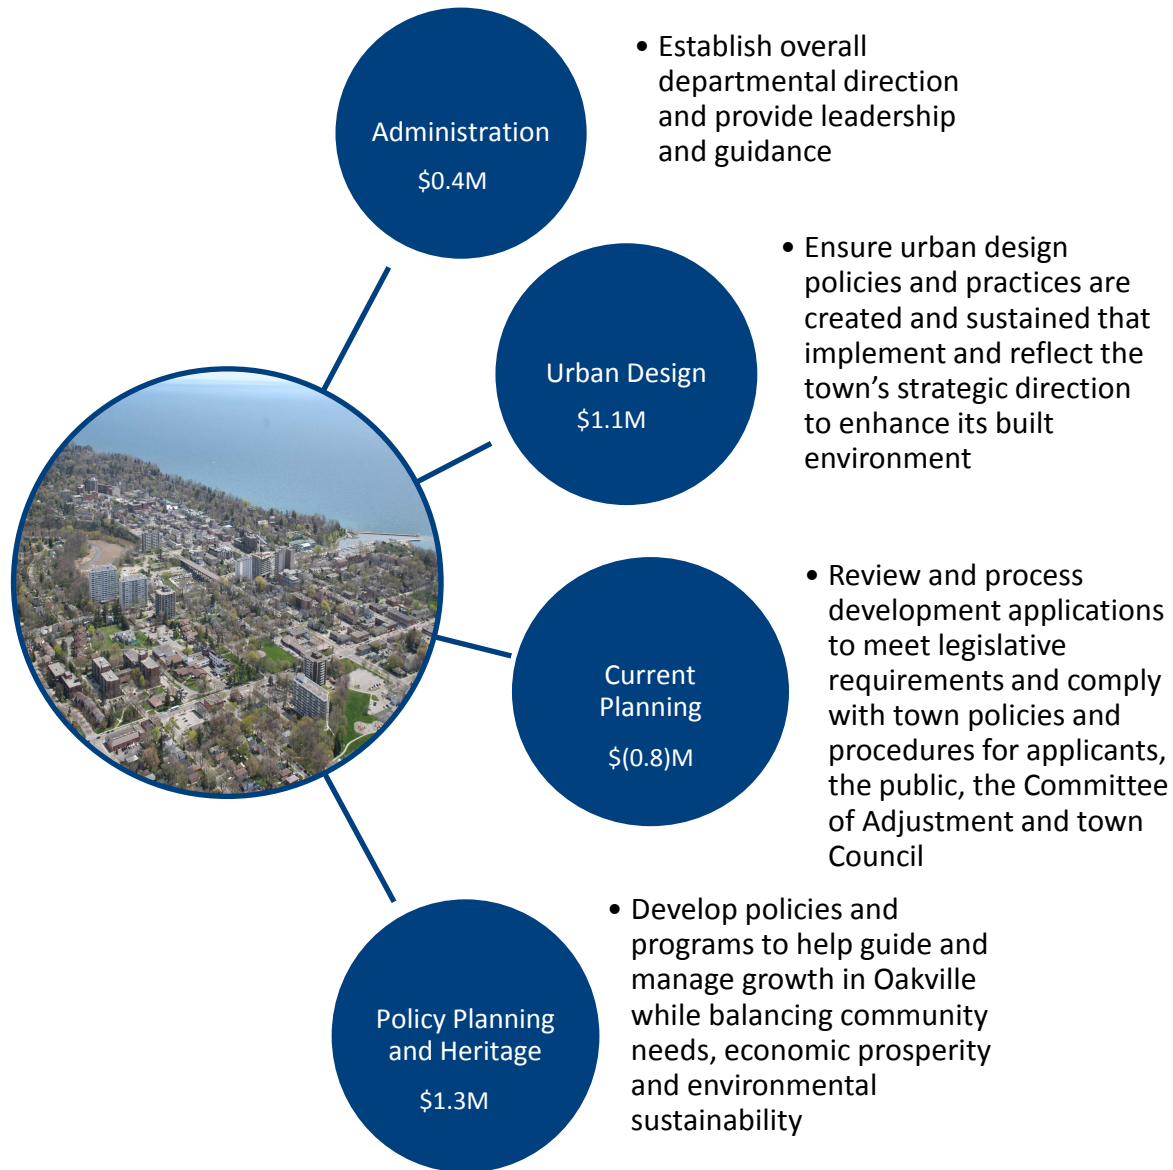 Administration
$0.4M
• Establish overall
departmental direction
and provide leadership
and guidance
Urban Design
$1.1M
• Ensure urban design
policies and practices are
created and sustained that
implement and reflect the
town’s strategic direction
to enhance its built
environment
Current
Planning
$(0.8)M
• Review and process
development applications
to meet legislative
requirements and comply
with town policies and
procedures for applicants,
the public, the Committee
of Adjustment and town
Council
Policy Planning
and Heritage
$1.3M
• Develop policies and
programs to help guide and
manage growth in Oakville
while balancing community
needs, economic prosperity
and environmental
sustainability